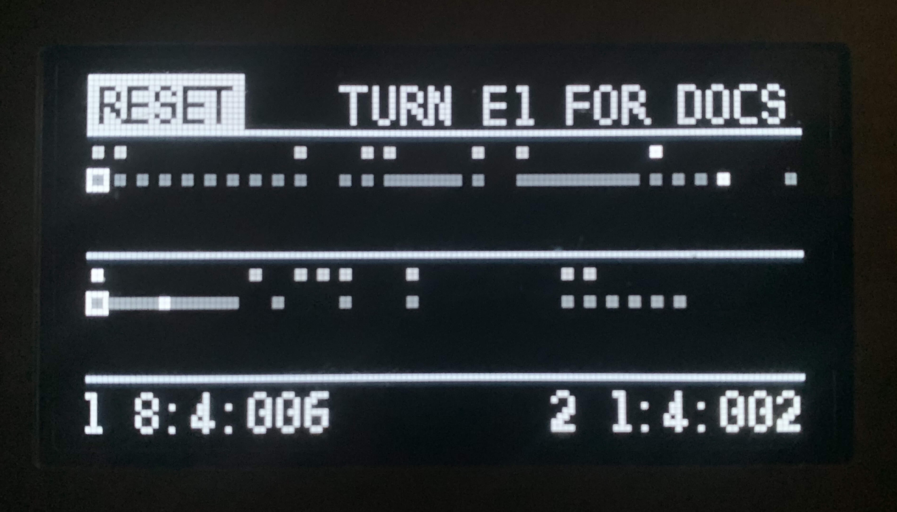 RESET TURN E1 FOR DOCS
1 8:4:006 2 1:4:002